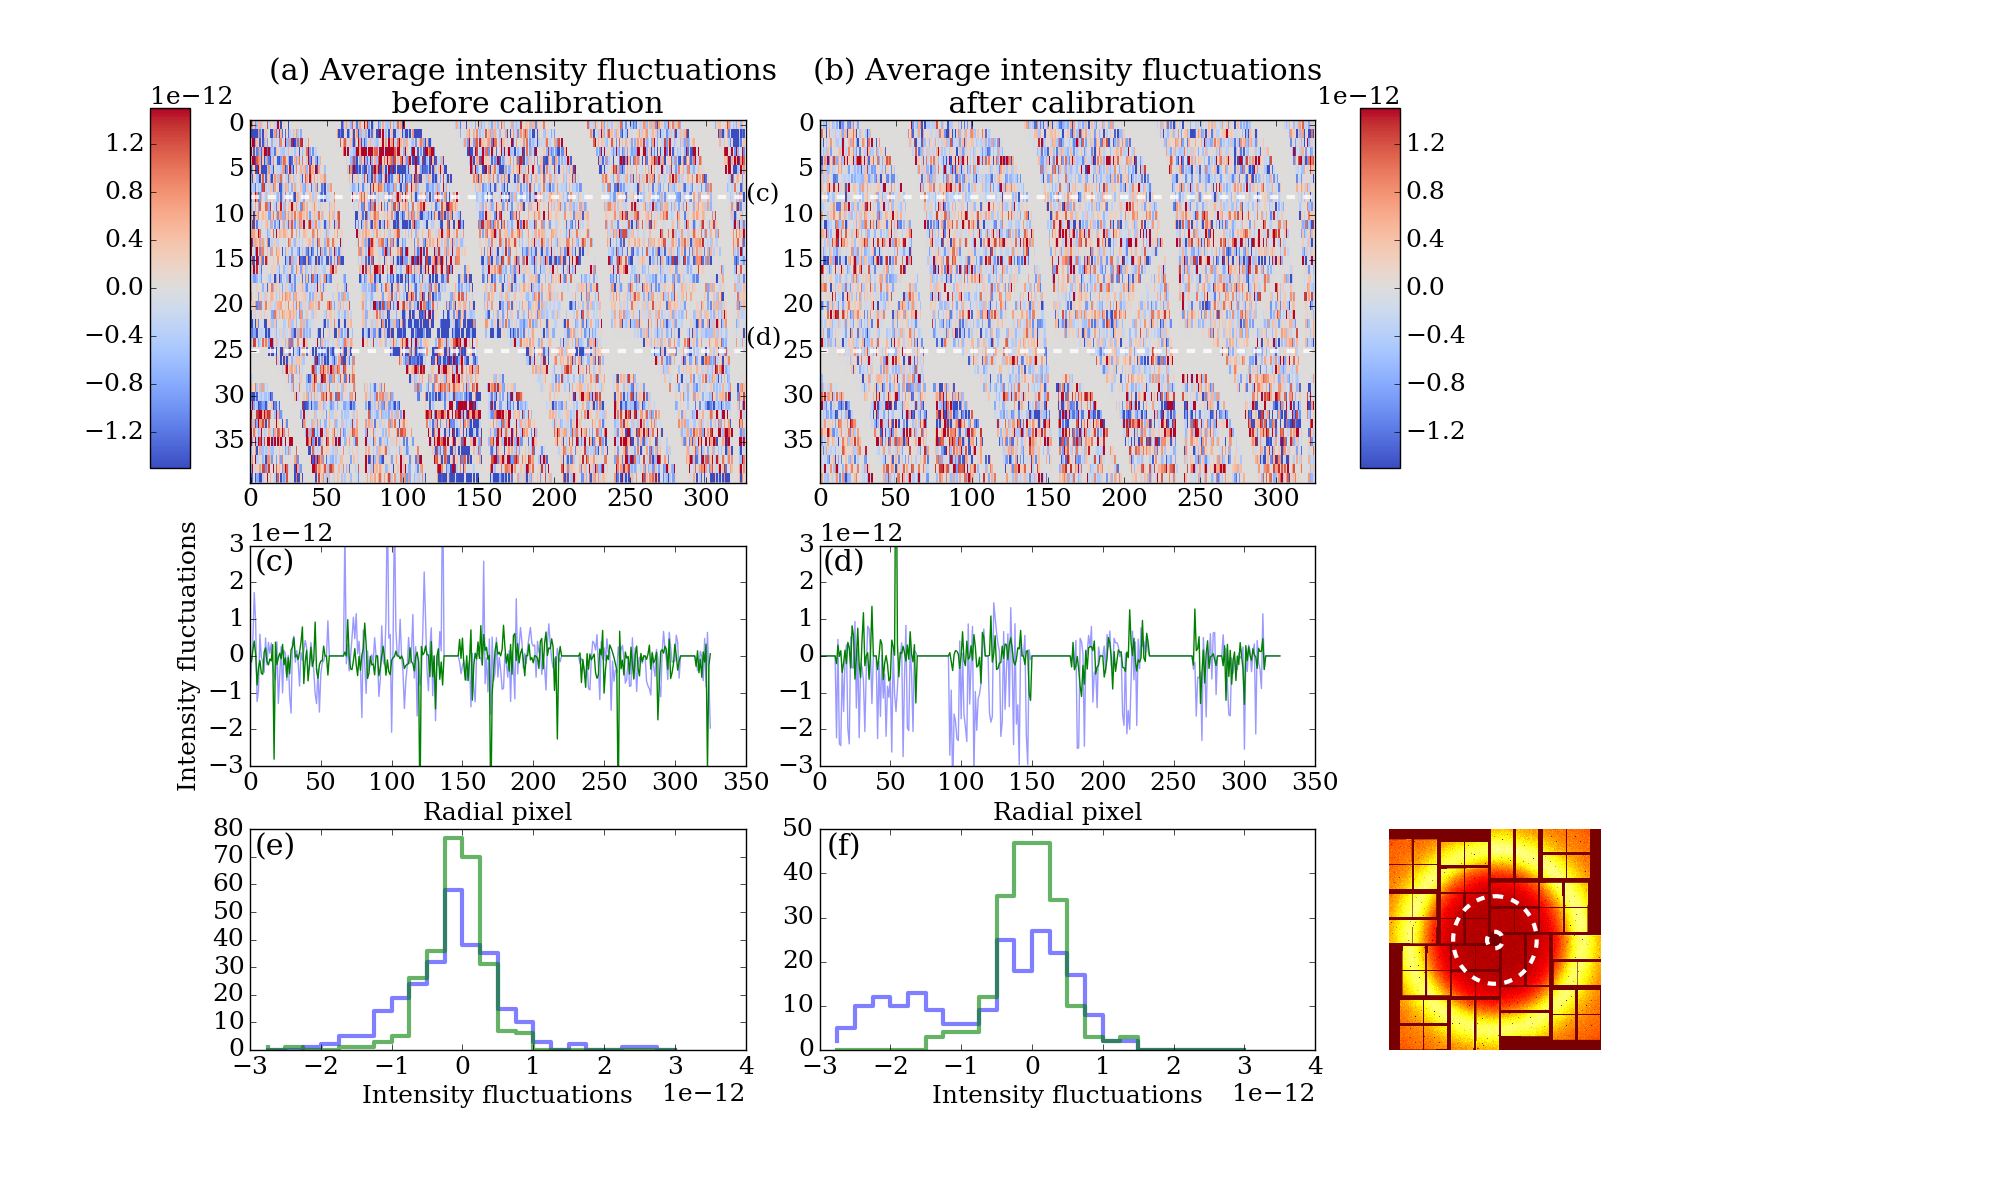 (a) Average intensity fluctuations
before calibration
(b) Average intensity fluctuations
after calibration
1e−12
1.2
0.8
0.4
0.0
−0.4
−0.8
−1.2
0
5
10
15
20
25
30
35
0 50 100 150 200 250 300
(c)
(d)
0
5
10
15
20
25
30
35
0 50 100 150 200 250 300
1e−12
1.2
0.8
0.4
0.0
−0.4
−0.8
−1.2
Intensity fluctuations
1e−12
(c)
3
2
1
0
−1
−2
−3
0 50 100 150 200 250 300 350
Radial pixel
1e−12
(d)
3
2
1
0
−1
−2
−3
0 50 100 150 200 250 300 350
Radial pixel
(e)
80
70
60
50
40
30
20
10
0
−3 −2 −1 0 1 2 3 4
Intensity fluctuations 1e−12
(f)
50
40
30
20
10
0
−3 −2 −1 0 1 2 3 4
Intensity fluctuations 1e−12